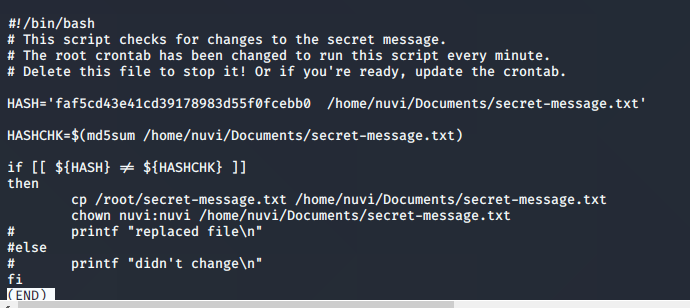 #!/bin/bash
# This script checks for changes to the secret message.
# The root crontab has been changed to run this script every minute.
# Delete this file to stop it! Or if you're ready, update the crontab.
HASH='faf5cd43e41cd39178983d55f0fcebb0  /home/nuvi/Documents/secret-message.txt'
HASHCHK=$(md5sum /home/nuvi/Documents/secret-message.txt)
if [[ ${HASH} != ${HASHCHK} ]]
then
        cp /root/secret-message.txt /home/nuvi/Documents/secret-message.txt
        chown nuvi:nuvi /home/nuvi/Documents/secret-message.txt
#       printf "replaced file\n"
#else
#       printf "didn't change\n"
fi
(END)